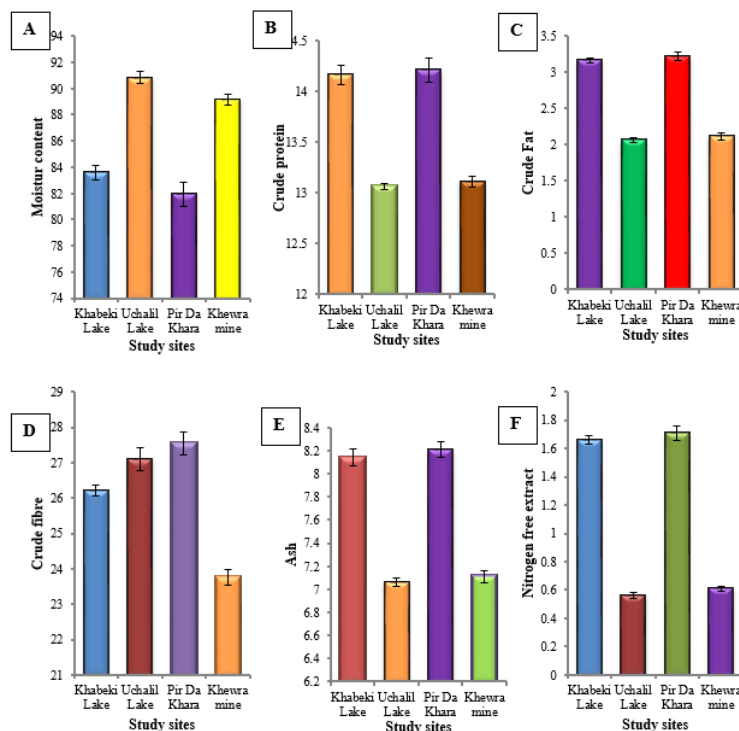 A
Moistur content
94
92
90
88
86
84
82
80
78
76
74
Khabeki Uchalil Pir Da Khewra
Lake Lake Khara mine
Study sites
B
Crude protein
14.5
14
13.5
13
12.5
12
Khabeki Uchalil Pir Da Khewra
Lake Lake Khara mine
Study sites
C
Crude Fat
3.5
3
2.5
2
1.5
1
0.5
0
Khabeki Uchalil Pir Da Khewra
Lake Lake Khara mine
Study sites
D
Crude fibre
29
28
27
26
25
24
23
22
21
Khabeki Uchalil Pir Da Khewra
Lake Lake Khara mine
Study sites
E
Ash
8.4
8.2
8
7.8
7.6
7.4
7.2
7
6.8
6.6
6.4
6.2
Khabeki Uchalil Pir Da Khewra
Lake Lake Khara mine
Study sites
F
Nitrogen free extract
2
1.8
1.6
1.4
1.2
1
0.8
0.6
0.4
0.2
0
Khabeki Uchalil Pir Da Khewra
Lake Lake Khara mine
Study sites